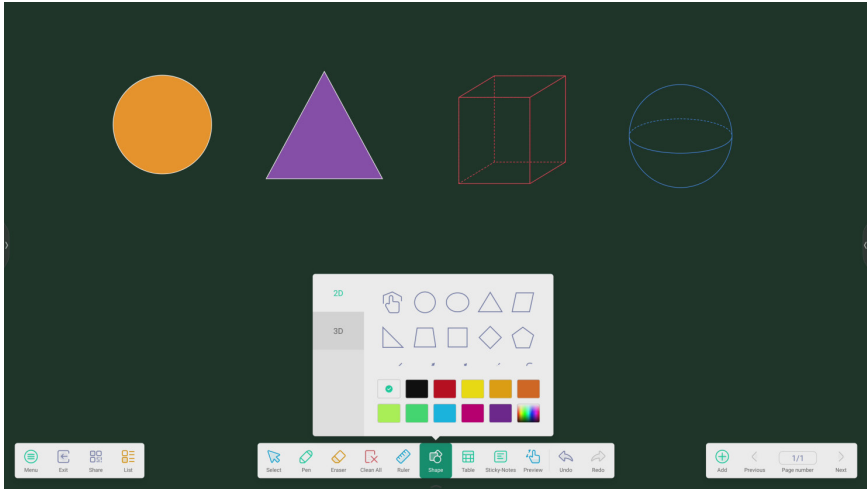 2D
3D
Menu Exit Share List
Select Pen Eraser Clean All Ruler Shape Table Sticky-Notes Preview Undo Redo
1/1
Add Previous Page number Next